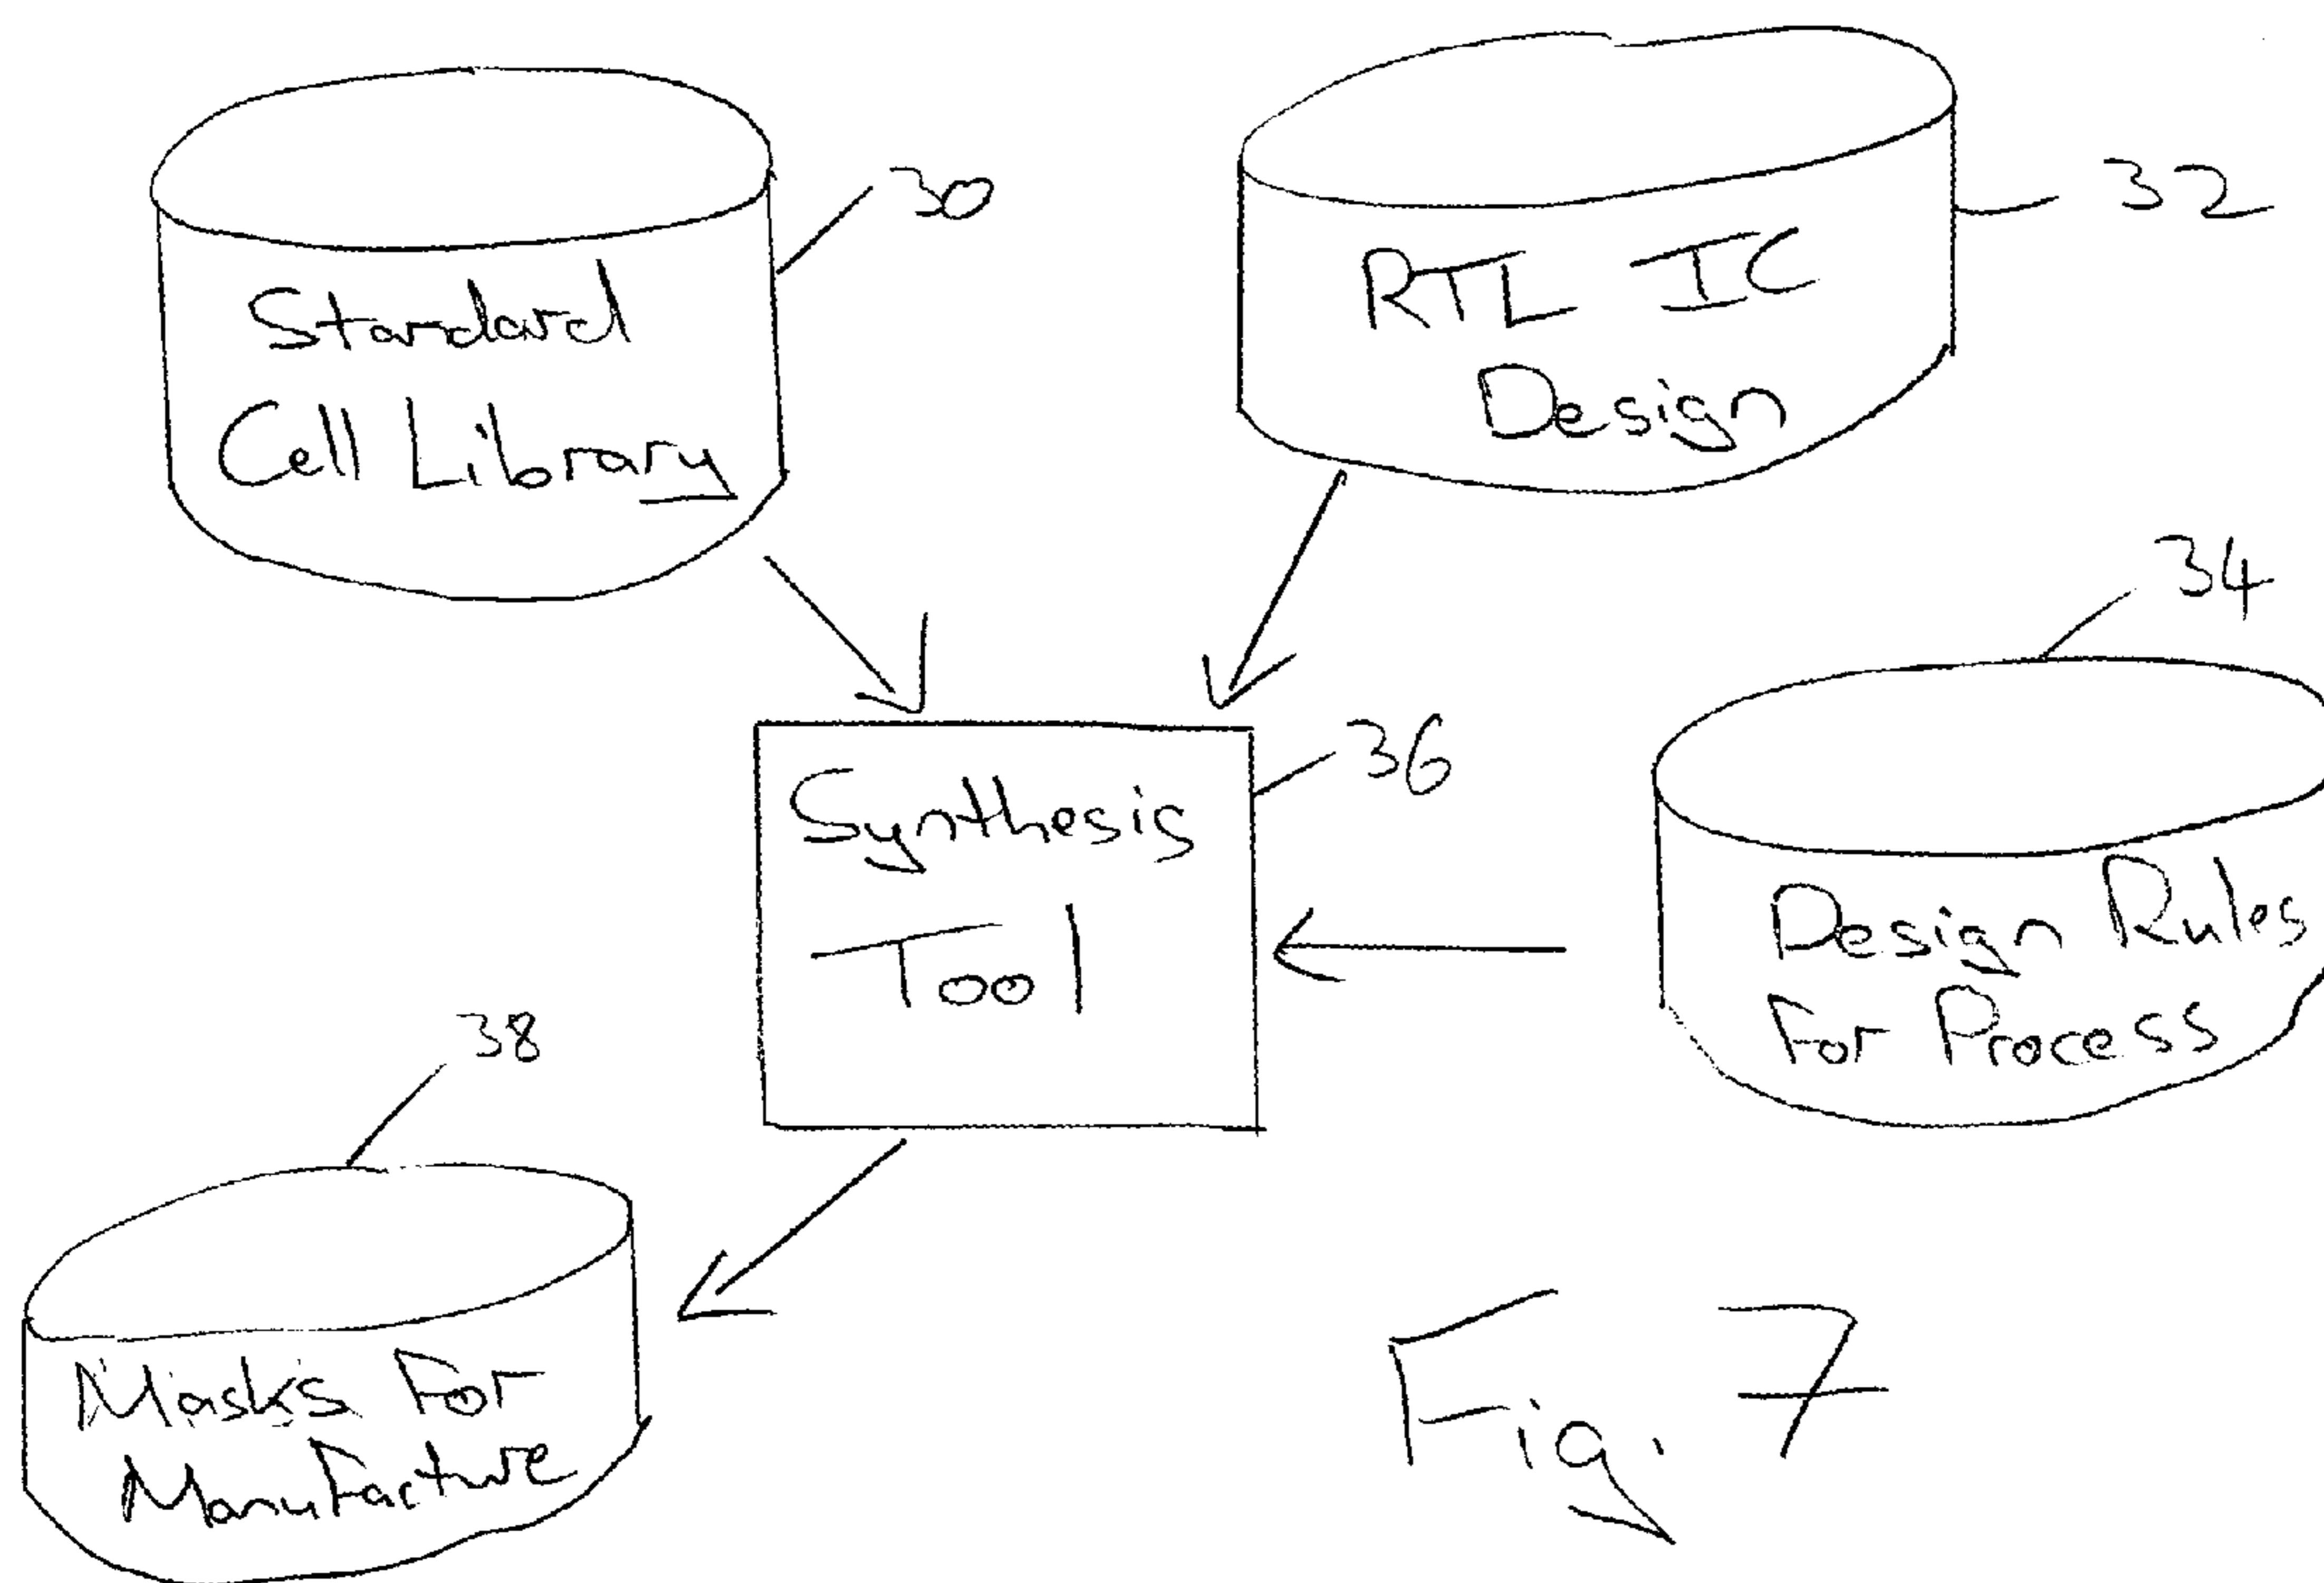 30
Standard
Cell Library
32
RTL IC
Design
34
Design Rules
For Process
36
Synthesis
Tool
38
Masks For
Manufacture
Fig. 7